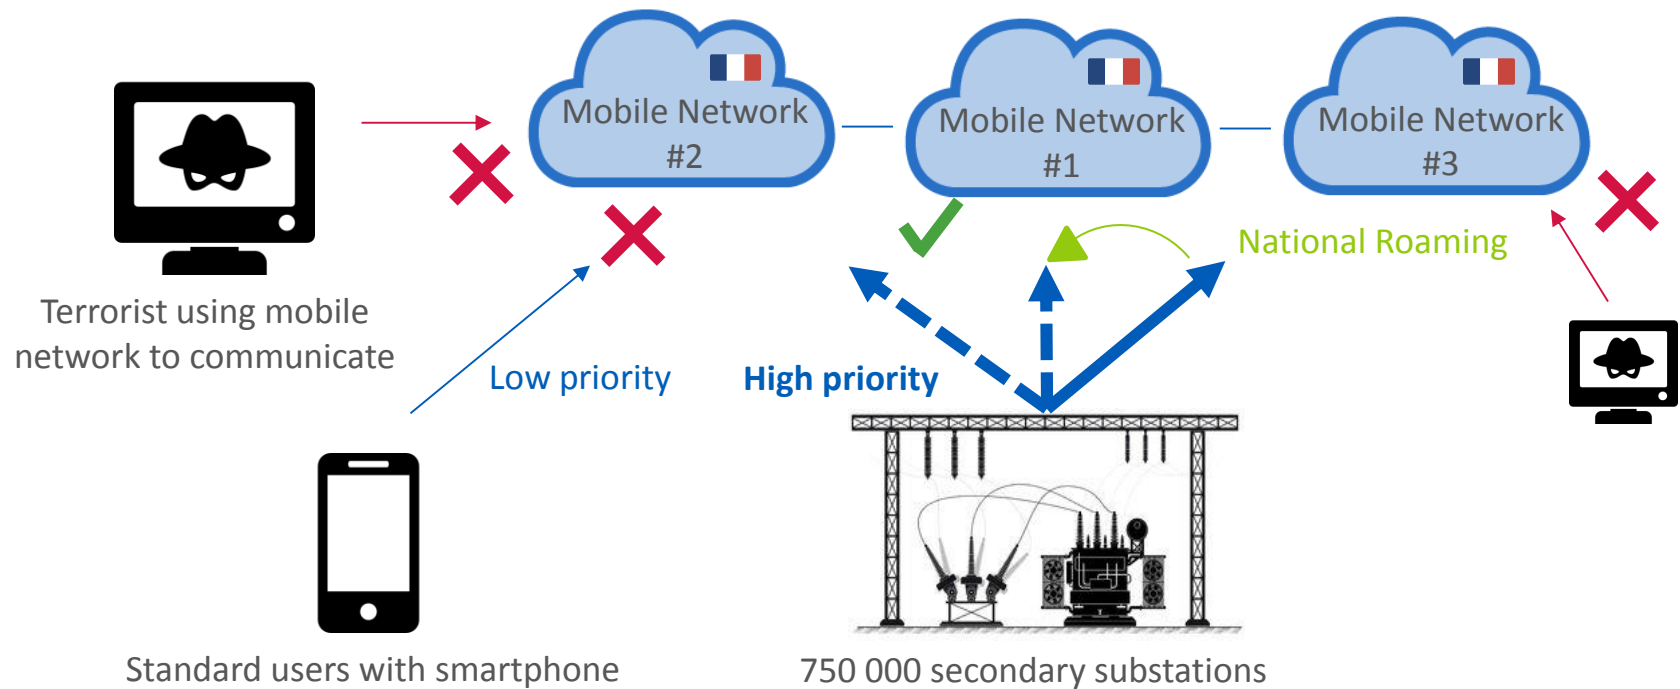 Mobile Network
#2
Mobile Network
#1
Mobile Network
#3
National Roaming
Terrorist using mobile
network to communicate
Low priority
High priority
Standard users with smartphone
750 000 secondary substations